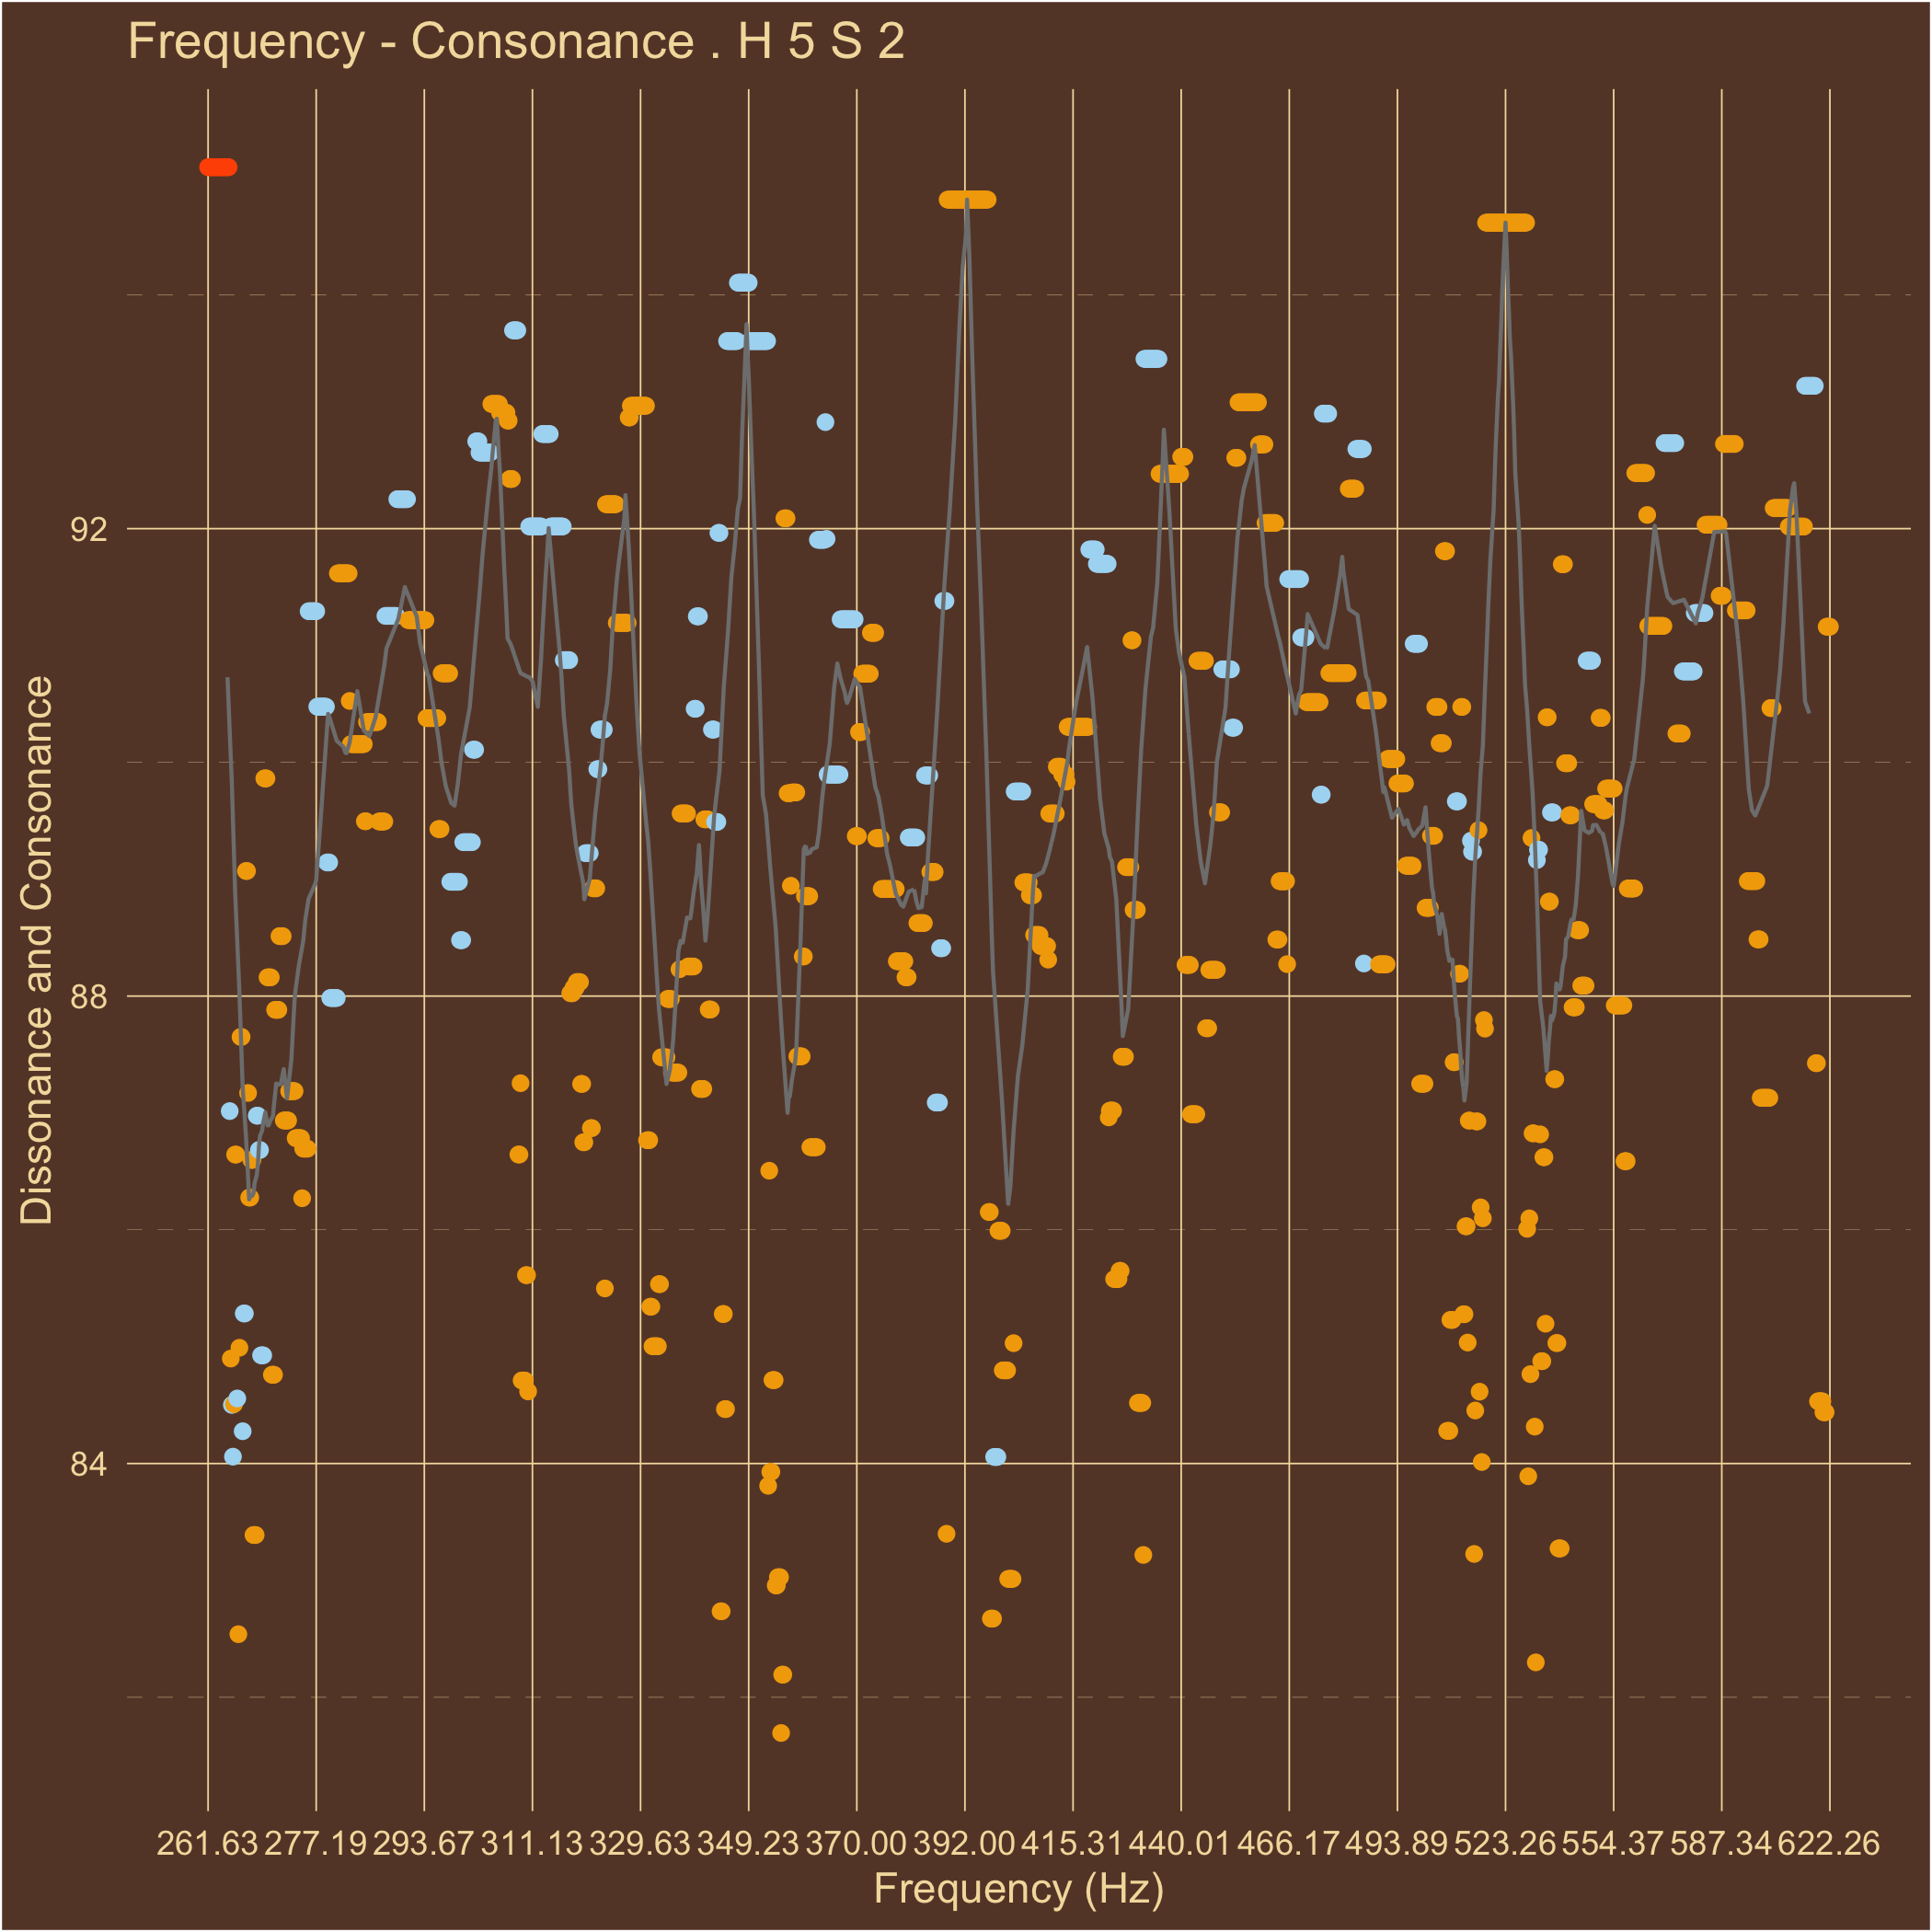 Frequency - Consonance . H 5 S 2
Dissonance and Consonance
92
88
84
261.63 277.19 293.67 311.13 329.63 349.23 370.00 392.00 415.31 440.01 466.17 493.89 523.26 554.37 587.34 622.26
Frequency (Hz)